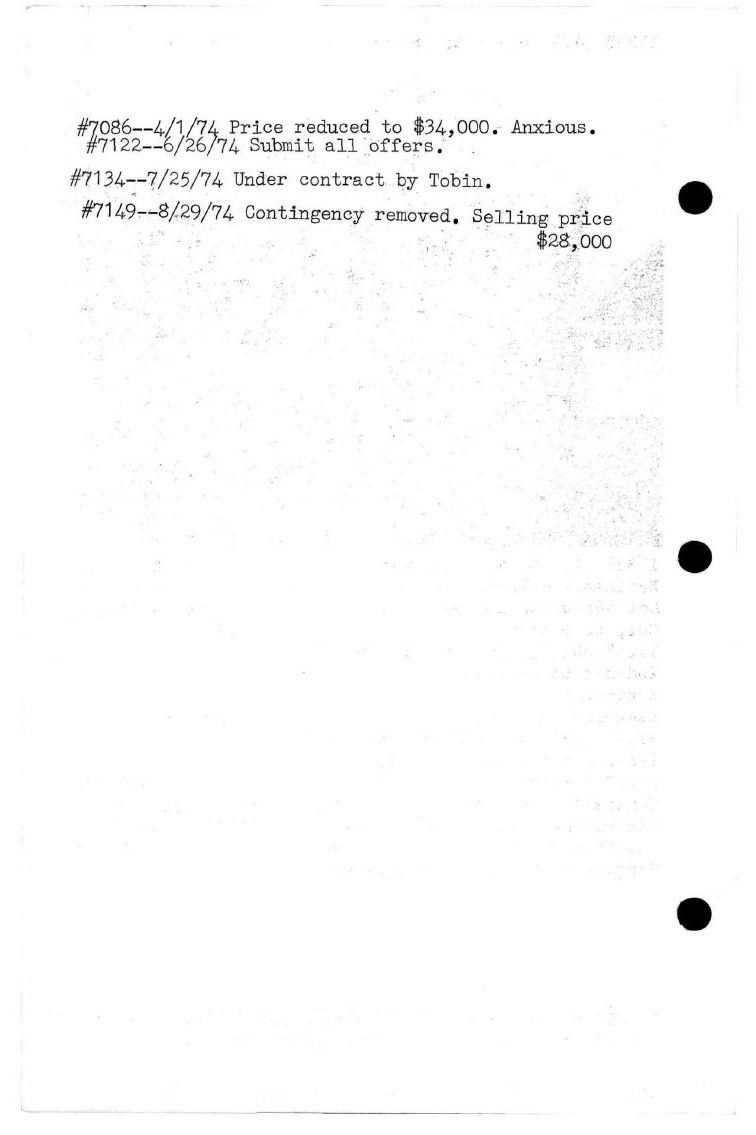 #7086--4/1/74 Price reduced to $34,000. Anxious.
#7122--6/26/74 Submit all offers.
#7134--7/25/74 Under contract by Tobin.
#7149--8/29/74 Contingency removed. Selling price
$28,000